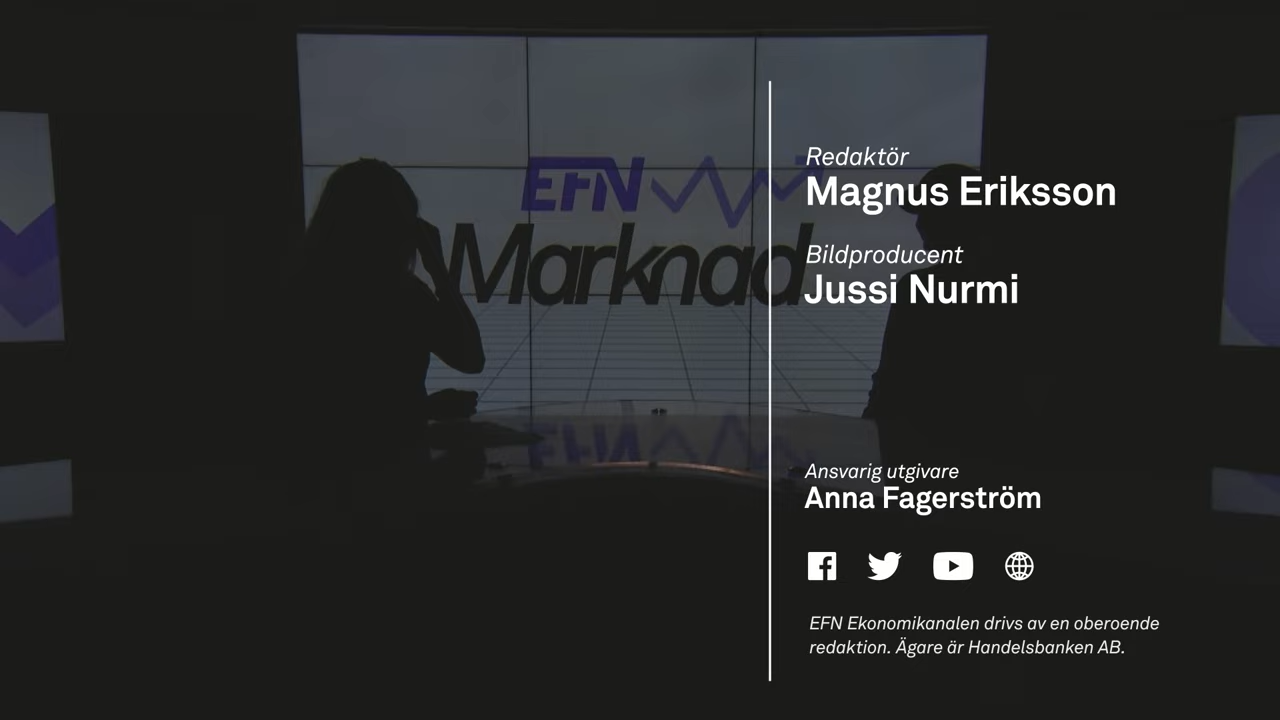 EFN
Marknad
Redaktör
Magnus Eriksson
Bildproducent
Jussi Nurmi
Ansvarig utgivare
Anna Fagerström
EFN Ekonomikanalen drivs av en oberoende
redaktion. Ägare är Handelsbanken AB.